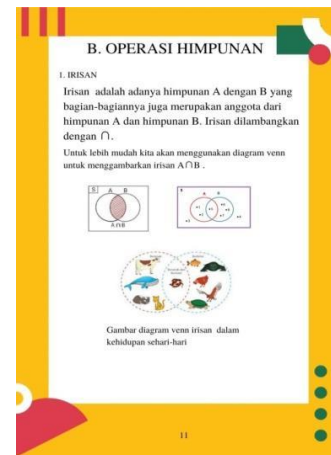 B. OPERASI HIMPUNAN
1. IRISAN
Irisan adalah adanya himpunan A dengan B yang
bagian-bagiannya juga merupakan anggota dari
himpunan A dan himpunan B. Irisan dilambangkan
dengan ∩.
Untuk lebih mudah kita akan menggunakan diagram venn
untuk menggambarkan irisan A∩B .
S A B
A∩B
Gambar diagram venn irisan dalam
kehidupan sehari-hari
11